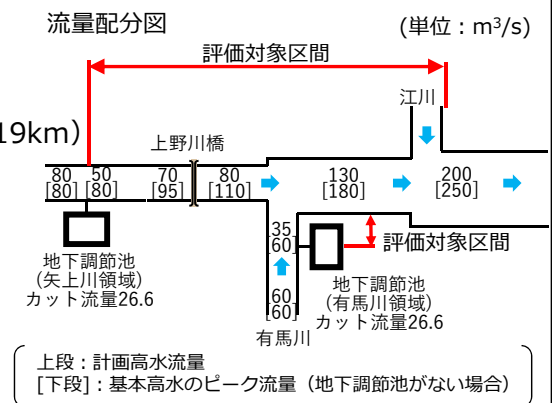 流量配分図
(単位：m³/s)
評価対象区間
19km）
江川
上野川橋
80 50 70 80 130 200
[80] [80] [95] [110] [180] [250]
35
[60]
評価対象区間
地下調節池
(矢上川領域)
カット流量26.6
地下調節池
(有馬川領域)
カット流量26.6
60
[60]
有馬川
上段：計画高水流量
[下段]：基本高水のピーク流量（地下調節池がない場合）